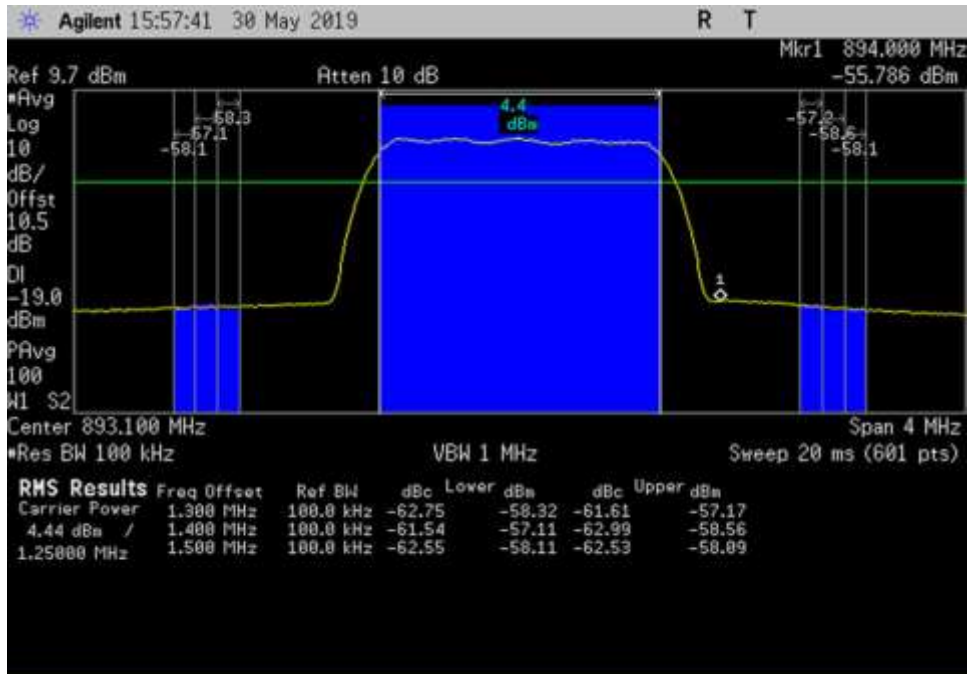 Agilent 15:57:41 30 May 2019 R T
Mkr1 894.000 MHz
Ref 9.7 dBm Atten 10 dB -55.786 dBm
*Avg
Log
10
dB/
Offst
10.5
dB
DI
-19.0
dBm
PAvg
100
W1 S2
4.4
dBm
-58.3
-57.1
-58.1
-57.2
-58.6
-58.1
1
Center 893.100 MHz Span 4 MHz
*Res BW 100 kHz VBW 1 MHz Sweep 20 ms (601 pts)
RMS Results Freq Offset Ref BW dBc Lower dBm dBc Upper dBm
Carrier Power 1.300 MHz 100.0 kHz -62.75 -58.32 -61.61 -57.17
4.44 dBm / 1.400 MHz 100.0 kHz -61.54 -57.11 -62.99 -58.56
1.25000 MHz 1.500 MHz 100.0 kHz -62.55 -58.11 -62.53 -58.09